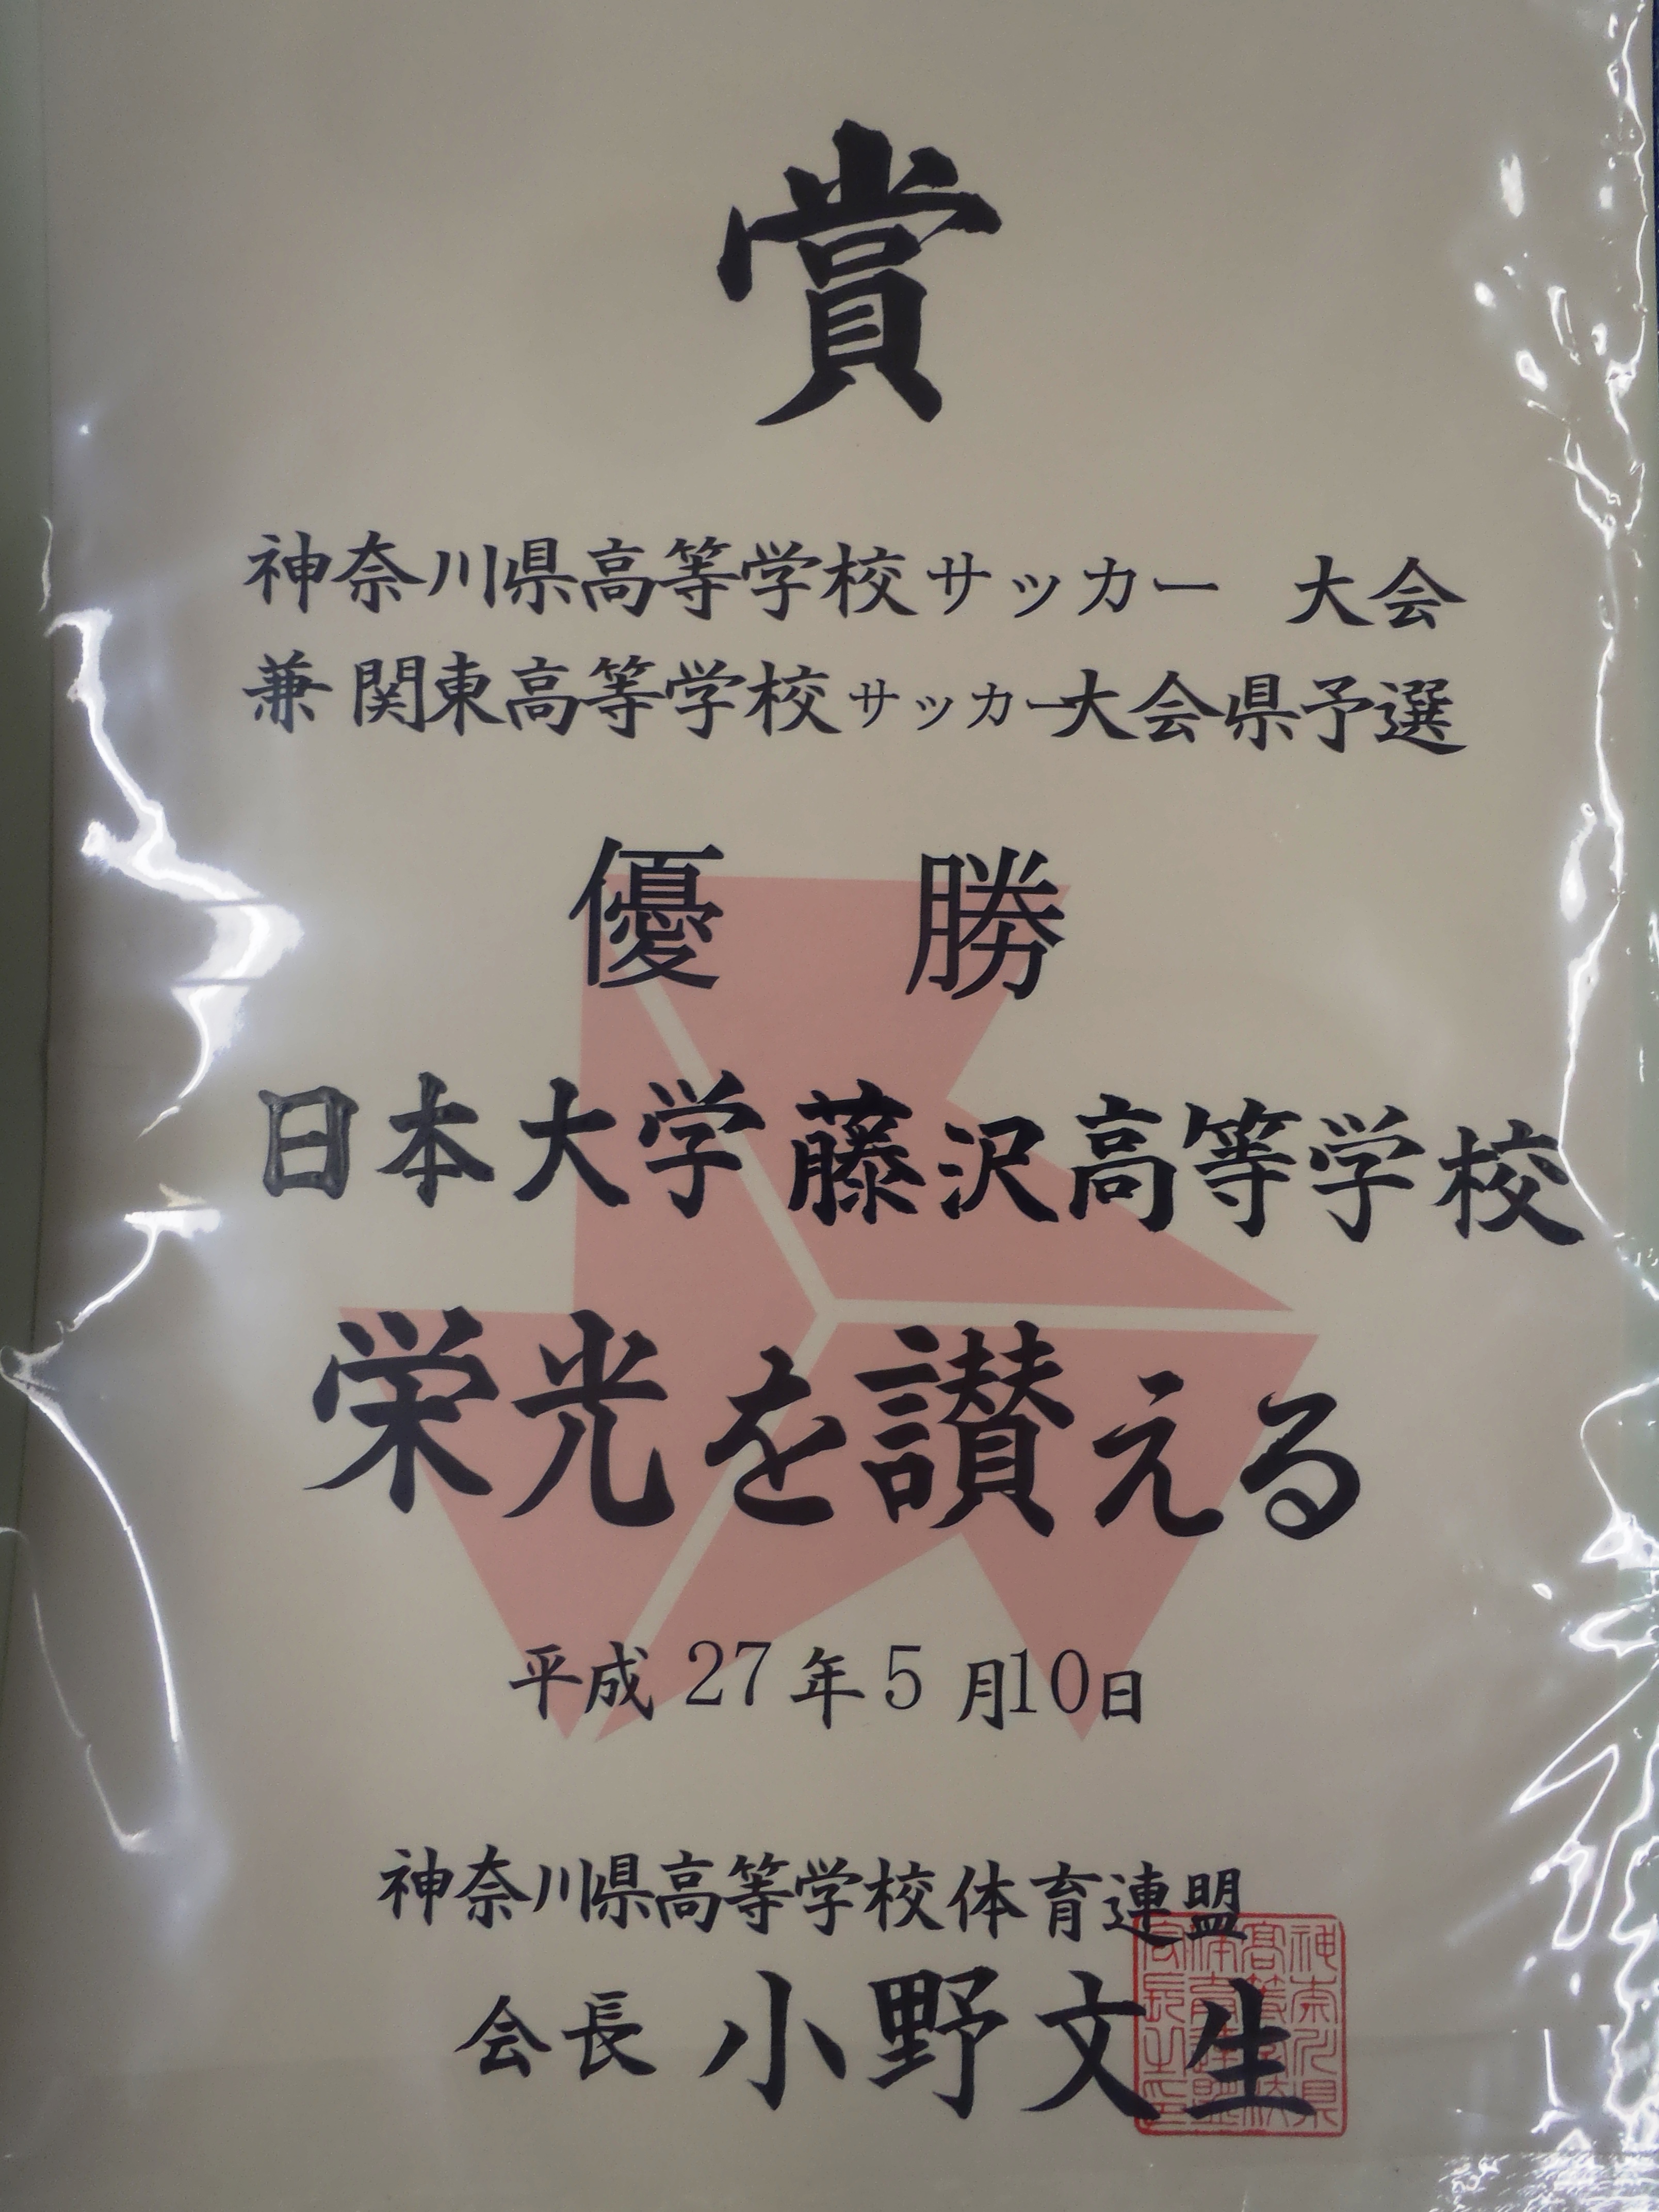 賞
神奈川県高等学校サッカー 大会
兼関東高等学校サッカー大会県予選
優 勝
日本大学藤沢高等学校
栄光を讃える
平成 27 年 5 月10日
神奈川県高等学校体育連盟
会長 小野文生